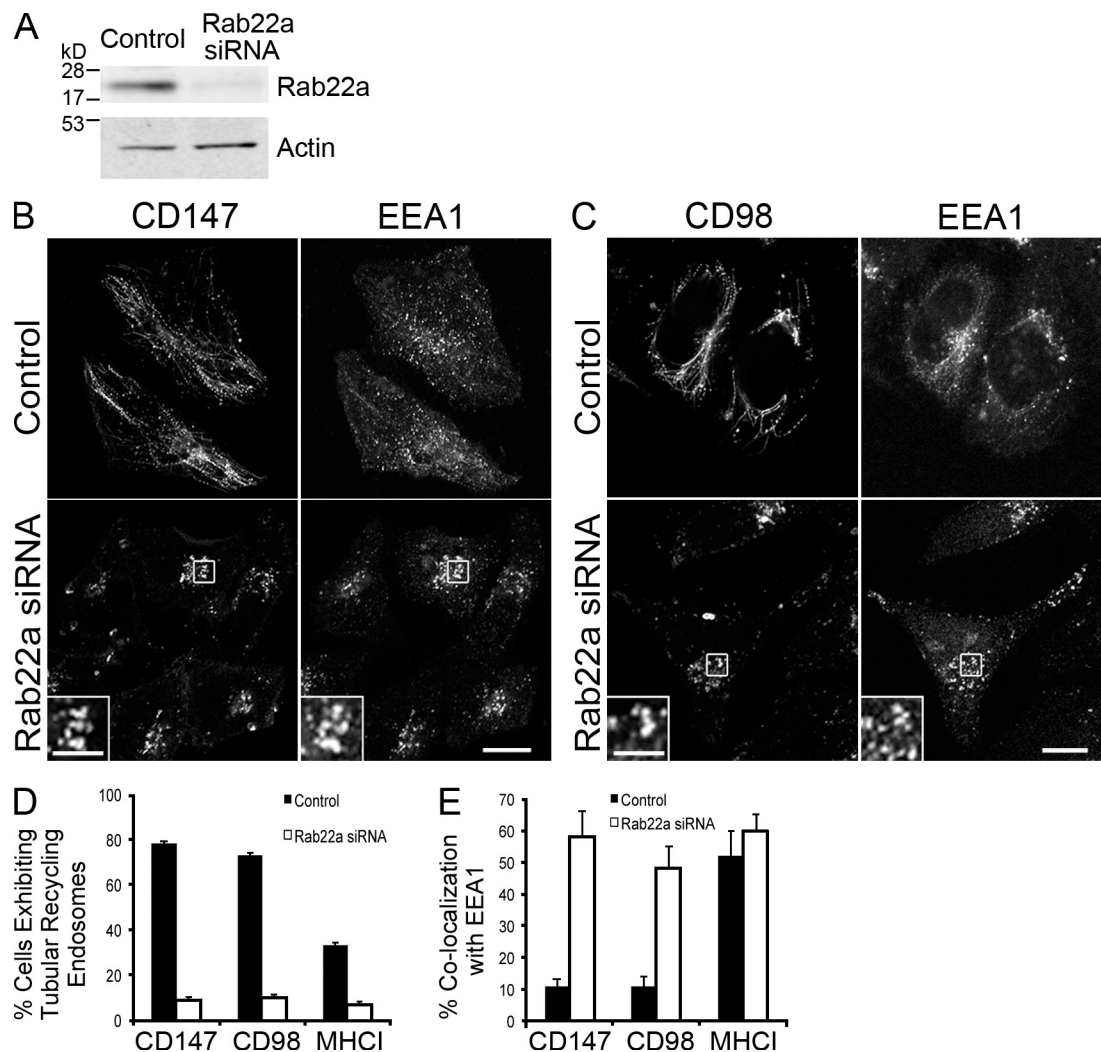 A
Control
Rab22a
siRNA
kD
28
17
Rab22a
53
Actin
B
CD147
EEA1
C
CD98
EEA1
Control
Rab22a siRNA
Control
Rab22a siRNA
D
% Cells Exhibiting
Tubular Recycling
Endosomes
100
80
60
40
20
0
Control
Rab22a siRNA
CD147
CD98
MHCI
E
% Co-localization
with EEA1
70
60
50
40
30
20
10
0
Control
Rab22a siRNA
CD147
CD98
MHCI